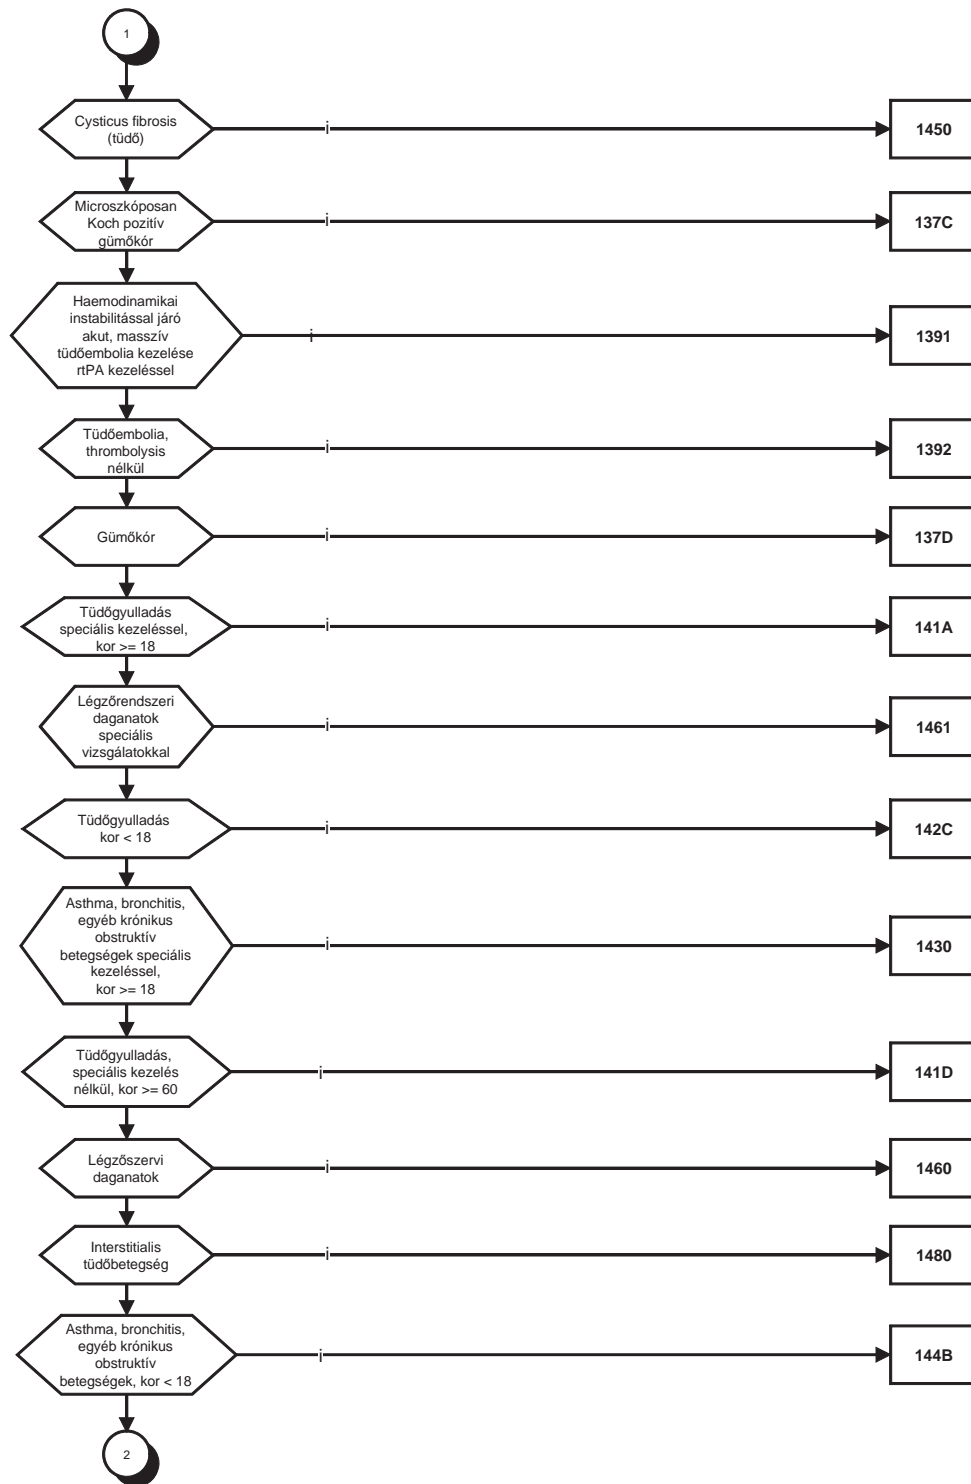 1
Cysticus fibrosis
(tüdő)
i
1450
Microszkóposan
Koch pozitív
gümőkór
i
137C
Haemodinamikai
instabilitással járó
akut, masszív
tüdőembolia kezelése
rtPA kezeléssel
i
1391
Tüdőembolia,
thrombolysis
nélkül
i
1392
Gümőkór
i
137D
Tüdőgyulladás
speciális kezeléssel,
kor >= 18
i
141A
Légzőrendszeri
daganatok
speciális
vizsgálatokkal
i
1461
Tüdőgyulladás
kor < 18
i
142C
Asthma, bronchitis,
egyéb krónikus
obstruktív
betegségek speciális
kezeléssel,
kor >= 18
i
1430
Tüdőgyulladás,
speciális kezelés
nélkül, kor >= 60
i
141D
Légzőszervi
daganatok
i
1460
Interstitialis
tüdőbetegség
i
1480
Asthma, bronchitis,
egyéb krónikus
obstruktív
betegségek, kor < 18
i
144B
2